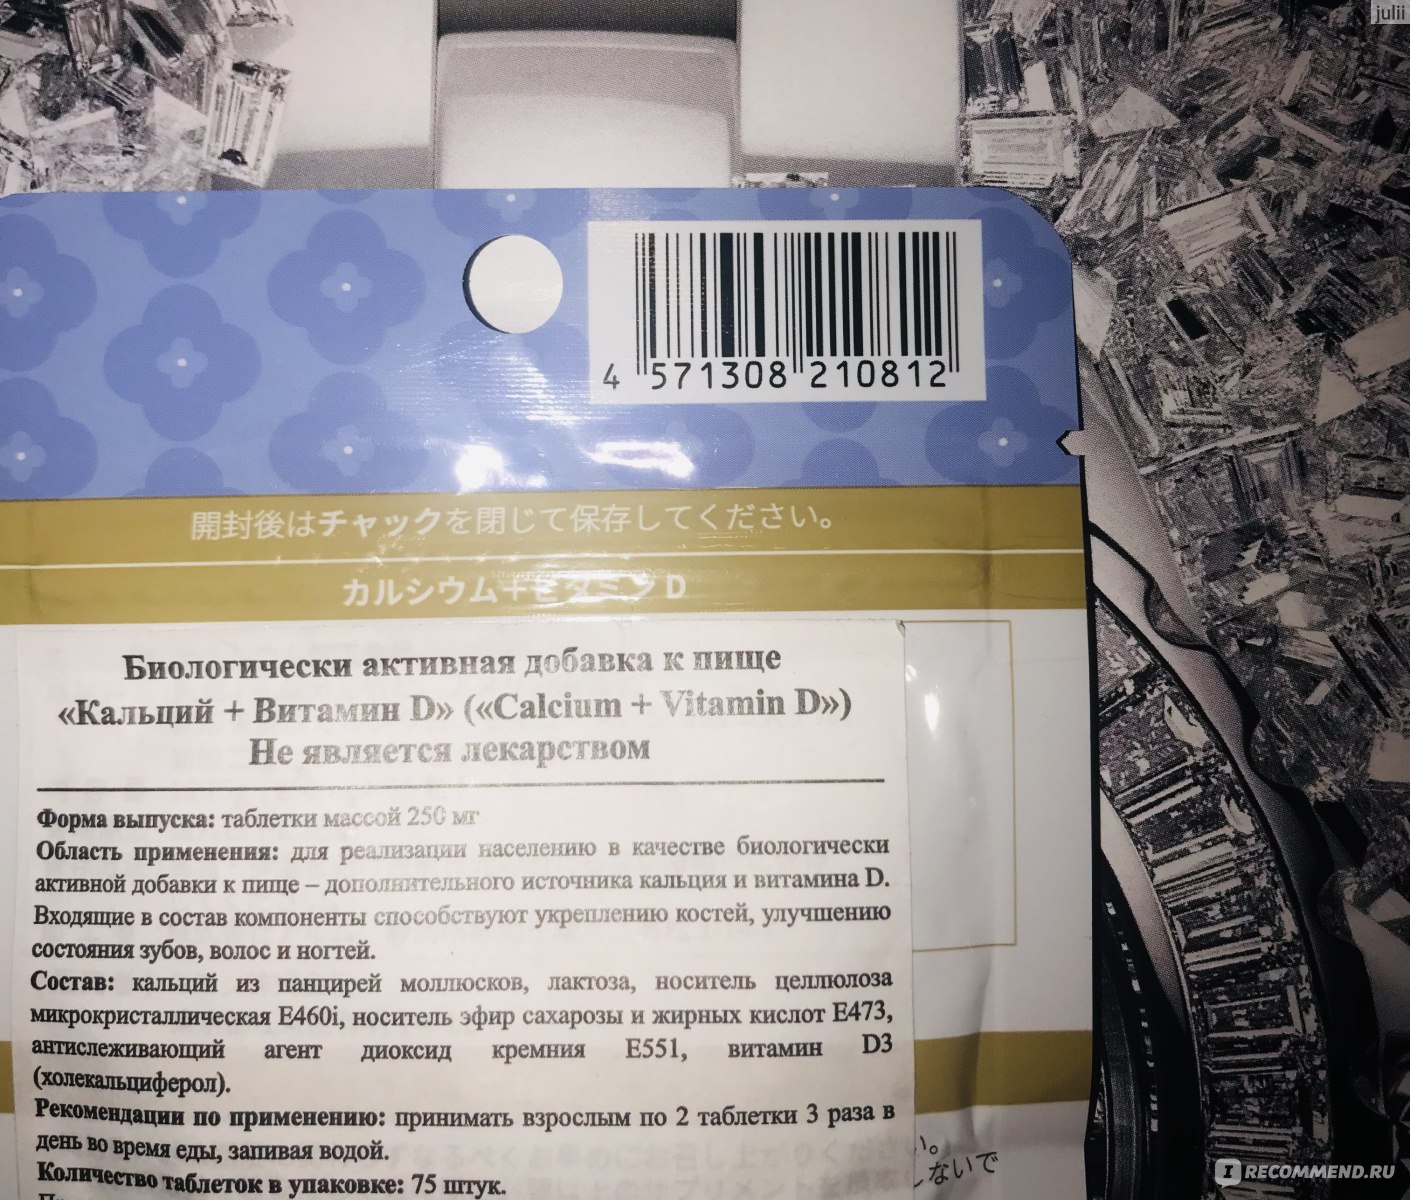 julii
4 571308 210812
開封後はチャックを閉じて保存してください。
カルシウム+ビタミンD
Биологически активная добавка к пище
«Кальций + Витамин D» («Calcium + Vitamin D»)
Не является лекарством
Форма выпуска: таблетки массой 250 мг
Область применения: для реализации населению в качестве биологически
активной добавки к пище – дополнительного источника кальция и витамина D.
Входящие в состав компоненты способствуют укреплению костей, улучшению
состояния зубов, волос и ногтей.
Состав: кальций из панцирей моллюсков, лактоза, носитель целлюлоза
микрокристаллическая E460i, носитель эфир сахарозы и жирных кислот E473,
антислеживающий агент диоксид кремния E551, витамин D3
(холекальциферол).
Рекомендации по применению: принимать взрослым по 2 таблетки 3 раза в
день во время еды, запивая водой.
Количество таблеток в упаковке: 75 штук.
ないで
IRECOMMEND.RU